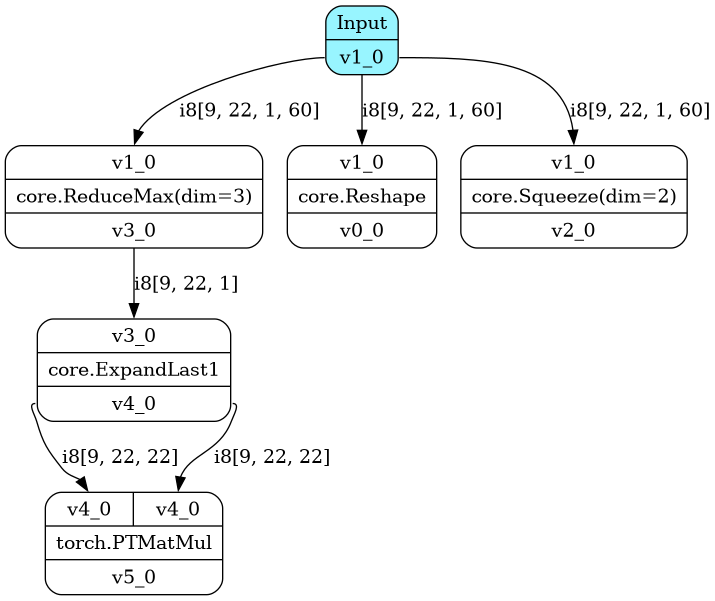 Input
v1_0
i8[9, 22, 1, 60]
i8[9, 22, 1, 60]
i8[9, 22, 1, 60]
v1_0
core.ReduceMax(dim=3)
v3_0
v1_0
core.Reshape
v0_0
v1_0
core.Squeeze(dim=2)
v2_0
i8[9, 22, 1]
v3_0
core.ExpandLast1
v4_0
i8[9, 22, 22]
i8[9, 22, 22]
v4_0
v4_0
torch.PTMatMul
v5_0